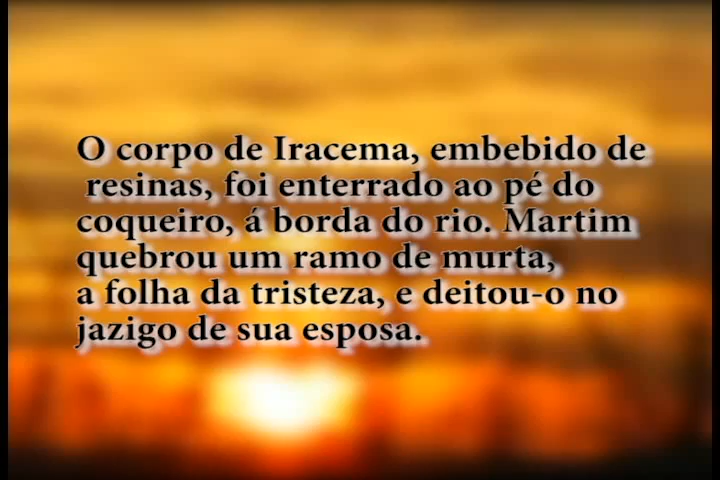 O corpo de Iracema, embebido de
resinas, foi enterrado ao pé do
coqueiro, á borda do rio. Martim
quebrou um ramo de murta,
a folha da tristeza, e deitou-o no
jazigo de sua esposa.